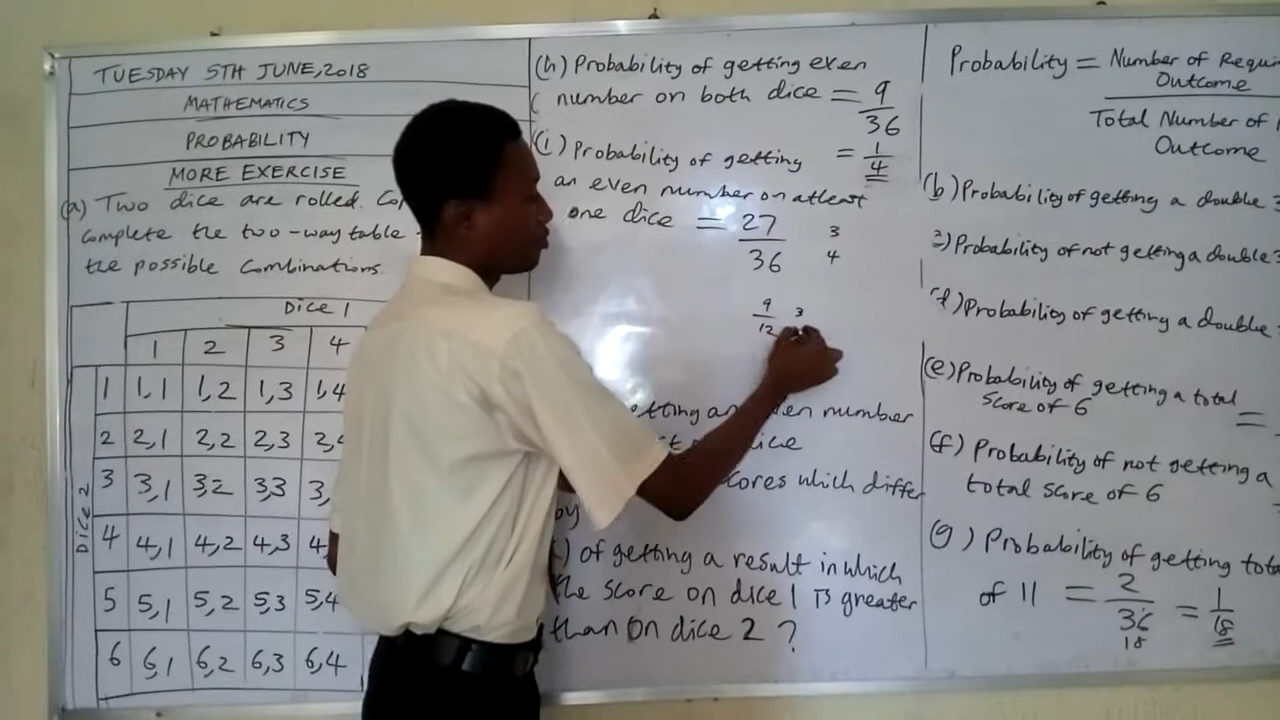 TUESDAY 5TH JUNE, 2018
MATHEMATICS
PROBABILITY
MORE EXERCISE
(a) Two dice are rolled.
complete the two-way table
the possible combinations.
Dice 1
1 2 3 4
Dice 2
1 1,1 1,2 1,3 1,4
2 2,1 2,2 2,3
3 3,1 3,2 3,3
4 4,1 4,2 4,3
5 5,1 5,2 5,3 5,4
6 6,1 6,2 6,3 6,4
(h) Probability of getting even
number on both dice = 9/36
= 1/4
(i) Probability of getting
an even number on atleast
one dice = 27/36
3
4
9/12 3
number
which differ
by
of getting a result in which
the score on dice 1 is greater
than on dice 2 ?
Probability = Number of
Outcome
Total Number of
Outcome
(b) Probability of getting a double
Probability of not getting a double
Probability of getting a double
(e) Probability of getting a total
score of 6 =
(f) Probability of not getting a
total score of 6
(g) Probability of getting
of 11 = 2/36 = 1/18
18